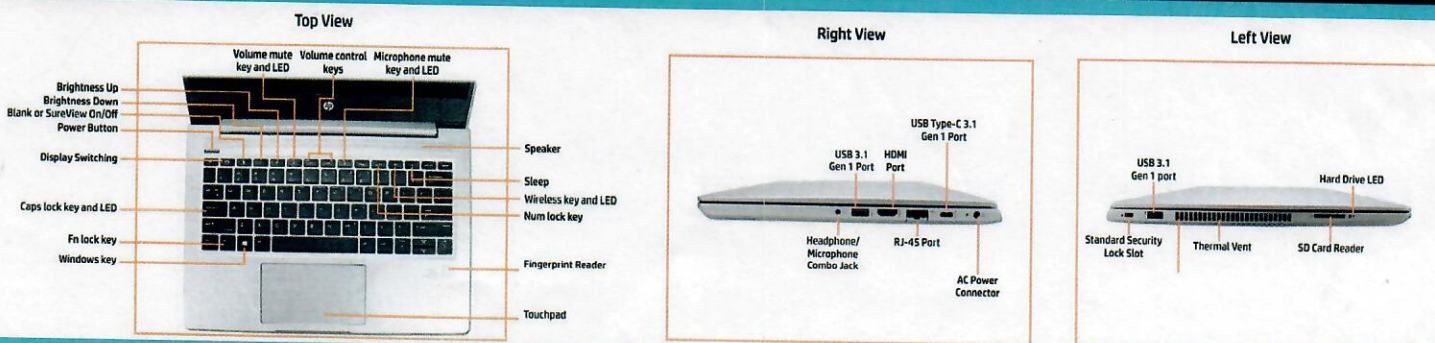 Top View
Volume mute
key and LED
Volume control
keys
Microphone mute
key and LED
Brightness Up
Brightness Down
Blank or SureView On/Off
Power Button
Display Switching
Caps lock key and LED
Fn lock key
Windows key
hp
Speaker
Sleep
Wireless key and LED
Num lock key
Fingerprint Reader
Touchpad
Right View
USB 3.1
Gen 1 Port
HDMI
Port
USB Type-C 3.1
Gen 1 Port
Headphone/
Microphone
Combo Jack
RJ-45 Port
AC Power
Connector
Left View
USB 3.1
Gen 1 port
Hard Drive LED
Standard Security
Lock Slot
Thermal Vent
SD Card Reader